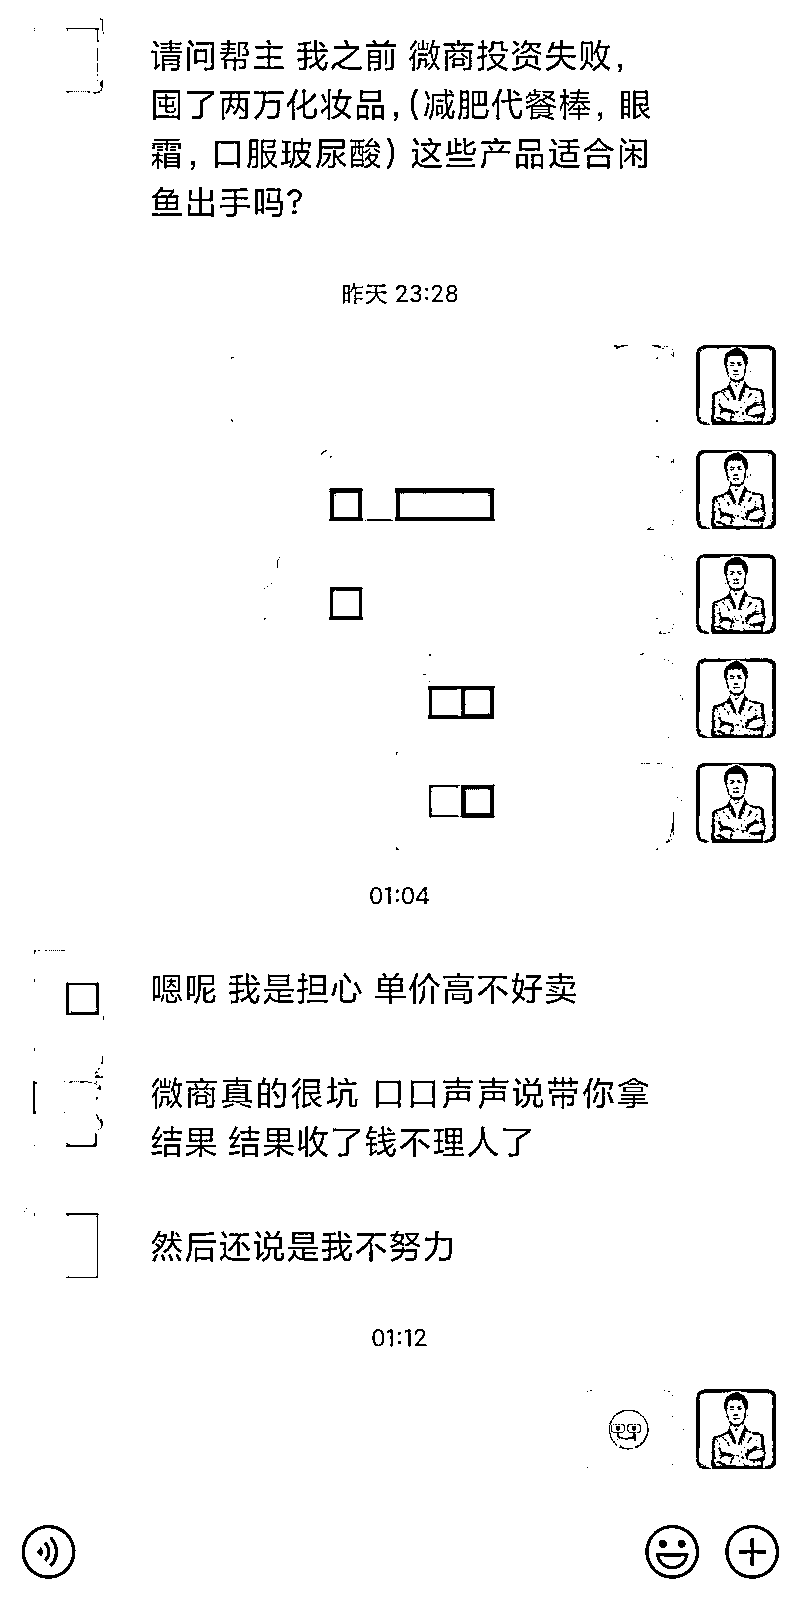 请问帮主 我之前 微商投资失败，
囤了两万化妆品，（减肥代餐棒，眼
霜，口服玻尿酸）这些产品适合闲
鱼出手吗？
昨天 23:28
01:04
嗯呢 我是担心 单价高不好卖
微商真的很坑 口口声声说带你拿
结果 结果收了钱不理人了
然后还说是我不努力
01:12